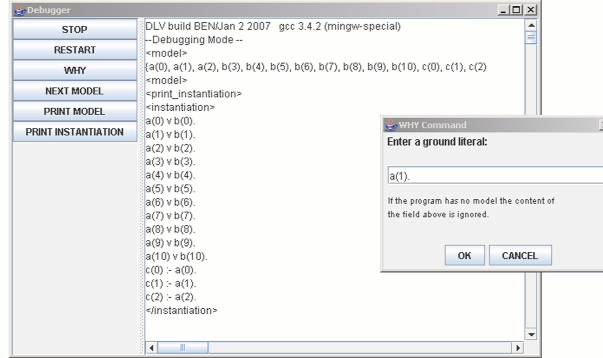 Debugger
STOP
RESTART
WHY
NEXT MODEL
PRINT MODEL
PRINT INSTANTIATION
DLV build BEN/Jan 2 2007 gcc 3.4.2 (mingw-special)
--Debugging Mode --
<model>
{a(0), a(1), a(2), b(3), b(4), b(5), b(6), b(7), b(8), b(9), b(10), c(0), c(1), c(2)
<model>
<print_instantiation>
<instantiation>
a(0) v b(0).
a(1) v b(1).
a(2) v b(2).
a(3) v b(3).
a(4) v b(4).
a(5) v b(5).
a(6) v b(6).
a(7) v b(7).
a(8) v b(8).
a(9) v b(9).
a(10) v b(10).
c(0) :- a(0).
c(1) :- a(1).
c(2) :- a(2).
</instantiation>
WHY Command
Enter a ground literal:
a(1).
If the program has no model the content of
the field above is ignored.
OK
CANCEL